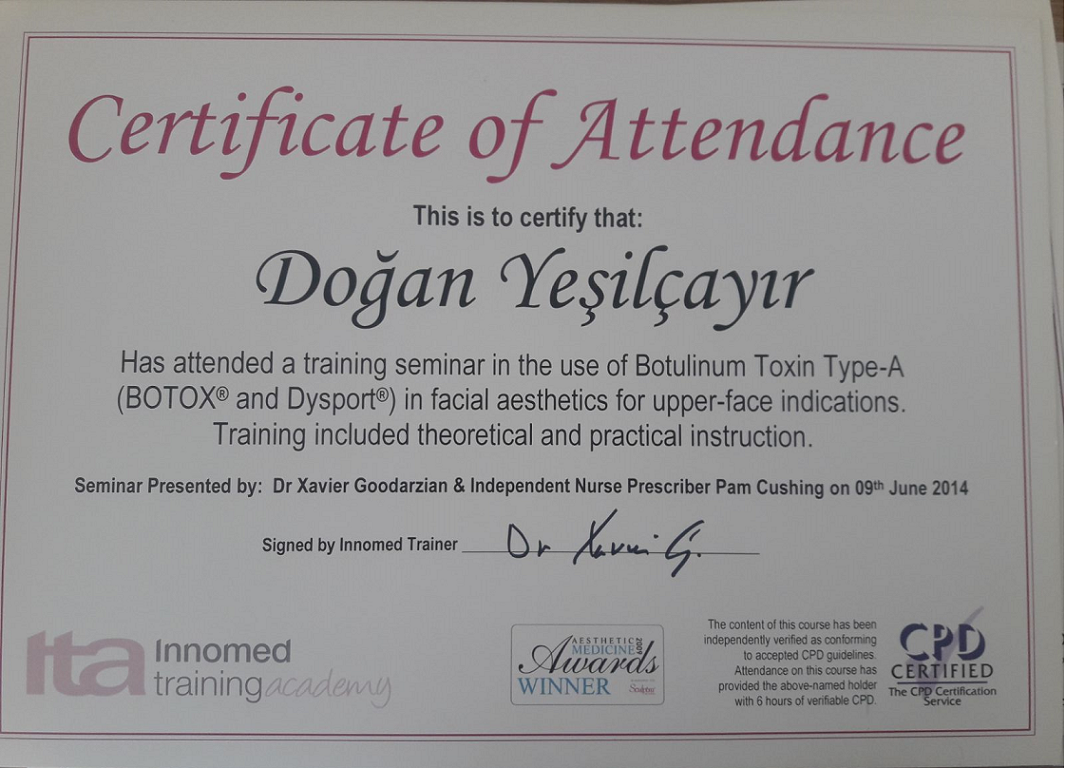 Certificate of Attendance
This is to certify that:
Doğan Yeşilçayır
Has attended a training seminar in the use of Botulinum Toxin Type-A
(BOTOX® and Dysport®) in facial aesthetics for upper-face indications.
Training included theoretical and practical instruction.
Seminar Presented by: Dr Xavier Goodarzian & Independent Nurse Prescriber Pam Cushing on 09th June 2014
Signed by Innomed Trainer Dr Xavier G.
ita Innomed
training academy
AESTHETIC
MEDICINE 2009
Awards
WINNER
Sculptra
The content of this course has been
independently verified as conforming
to accepted CPD guidelines.
Attendance on this course has
provided the above-named holder
with 6 hours of verifiable CPD.
CPD
CERTIFIED
The CPD Certification
Service